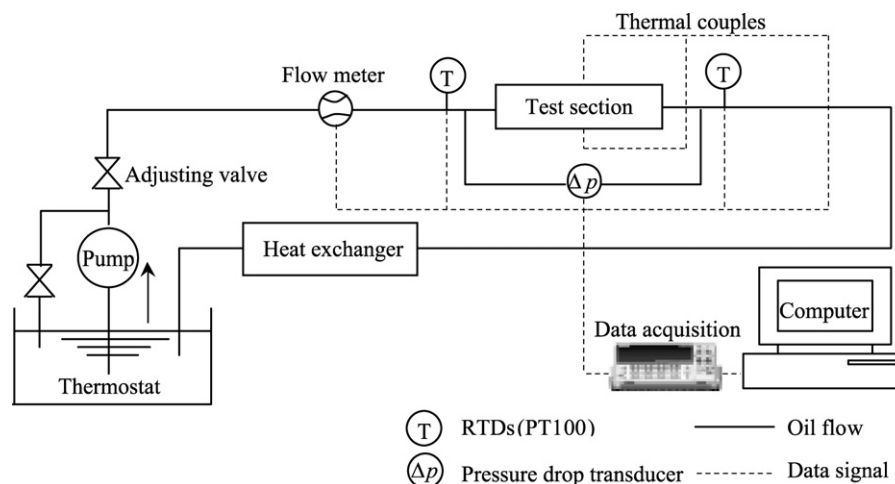 Thermal couples
Flow meter
T
T
Test section
Adjusting valve
Δp
Pump
Heat exchanger
Computer
Data acquisition
Thermostat
T RTDs(PT100) Oil flow
Δp Pressure drop transducer Data signal